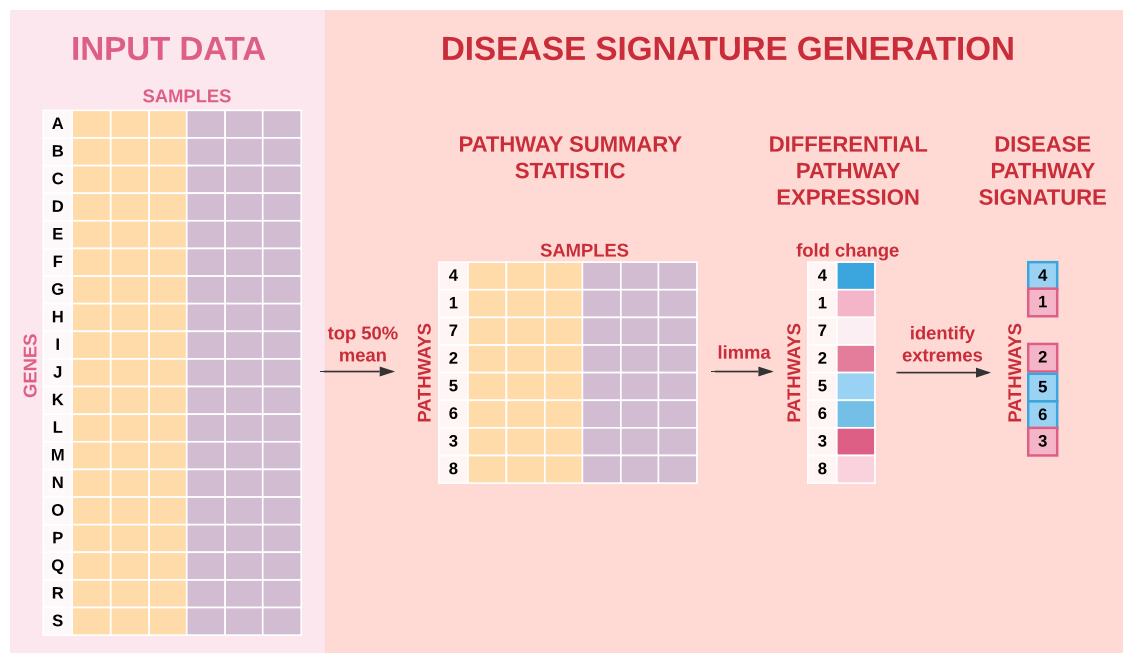 INPUT DATA
SAMPLES
GENES
A
B
C
D
E
F
G
H
I
J
K
L
M
N
O
P
Q
R
S
DISEASE SIGNATURE GENERATION
top 50%
mean
PATHWAY SUMMARY
STATISTIC
SAMPLES
PATHWAYS
4
1
7
2
5
6
3
8
limma
DIFFERENTIAL
PATHWAY
EXPRESSION
fold change
PATHWAYS
4
1
7
2
5
6
3
8
identify
extremes
DISEASE
PATHWAY
SIGNATURE
PATHWAYS
4
1
2
5
6
3